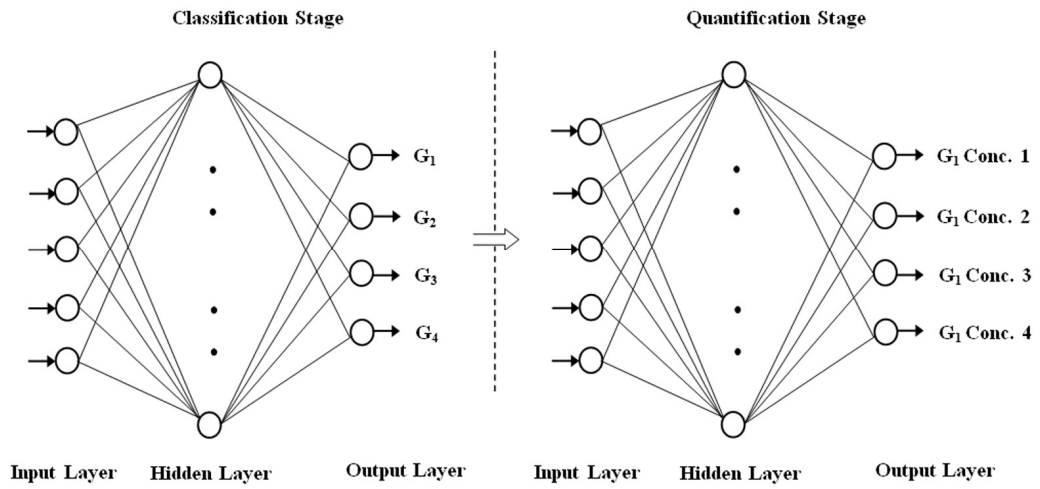 Classification Stage
Quantification Stage
G₁
G₂
G₃
G₄
G₁ Conc. 1
G₁ Conc. 2
G₁ Conc. 3
G₁ Conc. 4
Input Layer
Hidden Layer
Output Layer
Input Layer
Hidden Layer
Output Layer